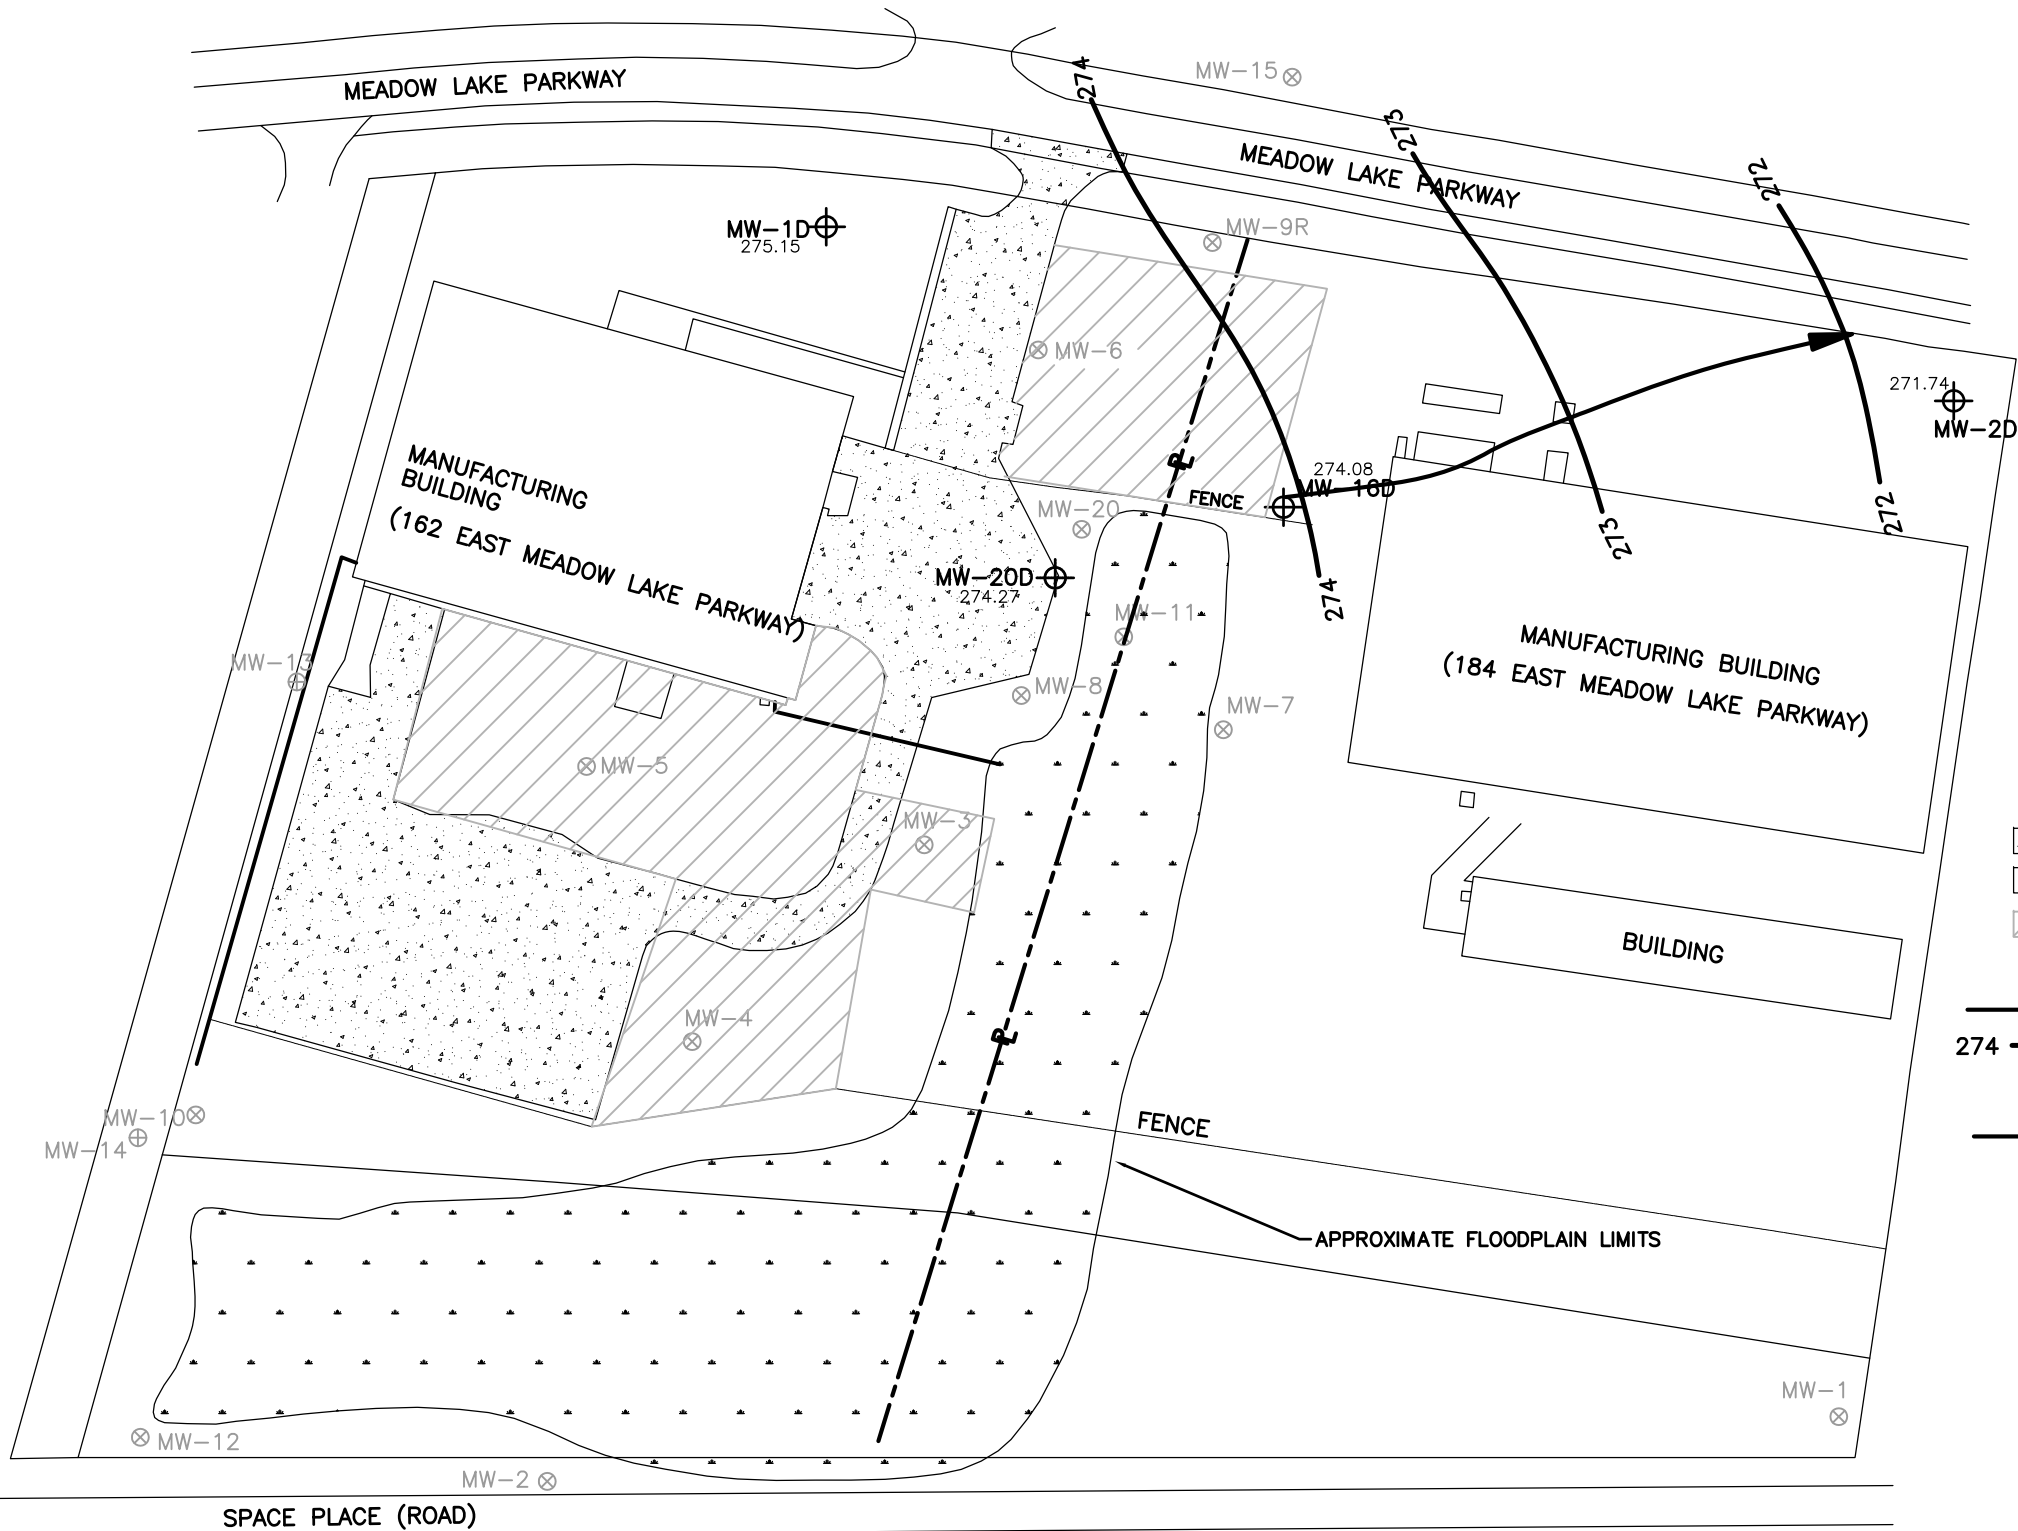 MEADOW LAKE PARKWAY
MW-15
274
273
MEADOW LAKE PARKWAY
272
MW-1D
275.15
MW-9R
MW-6
271.74
MW-2D
MANUFACTURING
BUILDING
(162 EAST MEADOW LAKE PARKWAY)
274.08
MW-16D
FENCE
MW-20
272
273
MW-20D
274.27
274
MW-11
MANUFACTURING BUILDING
(184 EAST MEADOW LAKE PARKWAY)
MW-13
MW-8
MW-7
MW-5
MW-3
BUILDING
MW-4
274
MW-10
MW-14
FENCE
APPROXIMATE FLOODPLAIN LIMITS
MW-1
MW-12
MW-2
SPACE PLACE (ROAD)